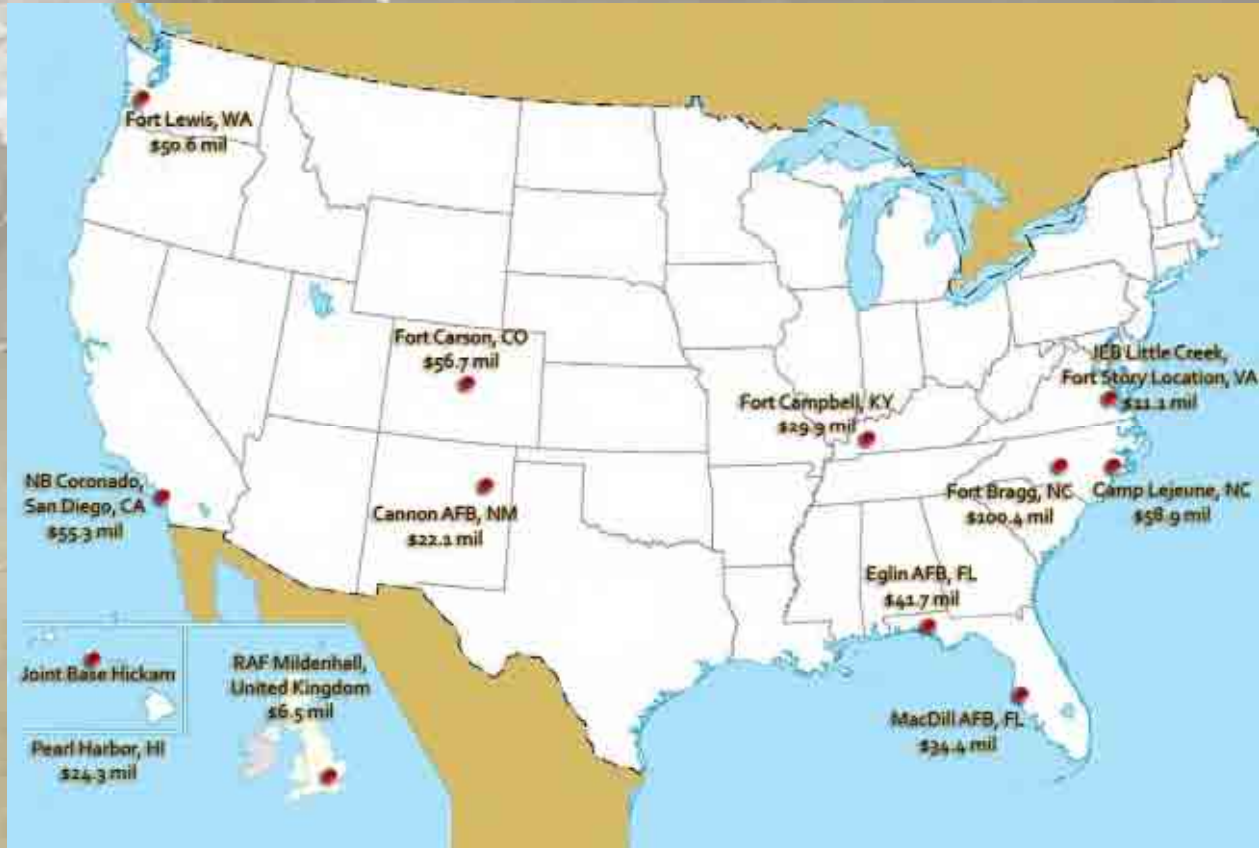 Fort Lewis, WA
$50.6 mil
Fort Carson, CO
$56.7 mil
JEB Little Creek,
Fort Story Location, VA
$11.1 mil
Fort Campbell, KY
$29.9 mil
NB Coronado,
San Diego, CA
$55.3 mil
Cannon AFB, NM
$22.1 mil
Fort Bragg, NC
$100.4 mil
Camp Lejeune, NC
$58.9 mil
Eglin AFB, FL
$41.7 mil
Joint Base Hickam
Pearl Harbor, HI
$24.3 mil
RAF Mildenhall,
United Kingdom
$6.5 mil
MacDill AFB, FL
$34.4 mil